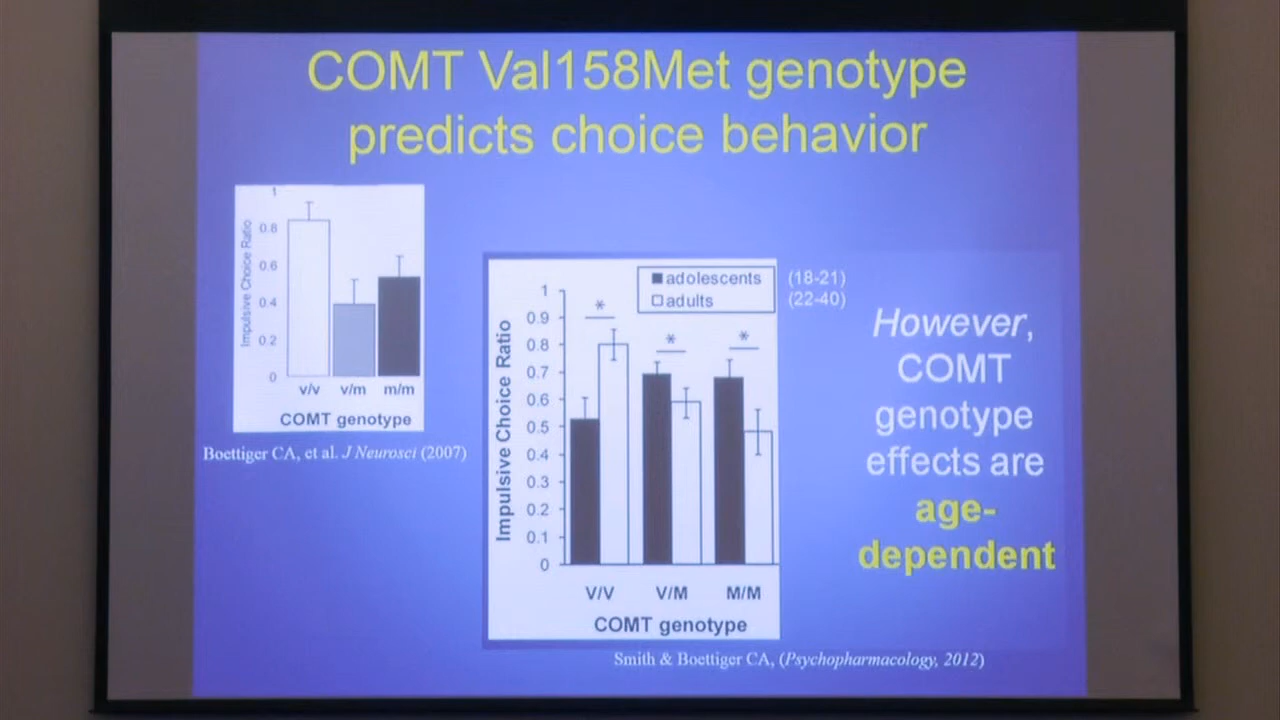 COMT Val158Met genotype
predicts choice behavior
1
0.8
0.6
0.4
0.2
0
Impulsive Choice Ratio
v/v v/m m/m
COMT genotype
Boettiger CA, et al. J Neurosci (2007)
adolescents (18-21)
adults (22-40)
1
0.9
0.8
0.7
0.6
0.5
0.4
0.3
0.2
0.1
0
Impulsive Choice Ratio
* * *
V/V V/M M/M
COMT genotype
Smith & Boettiger CA, (Psychopharmacology, 2012)
However,
COMT
genotype
effects are
age-
dependent